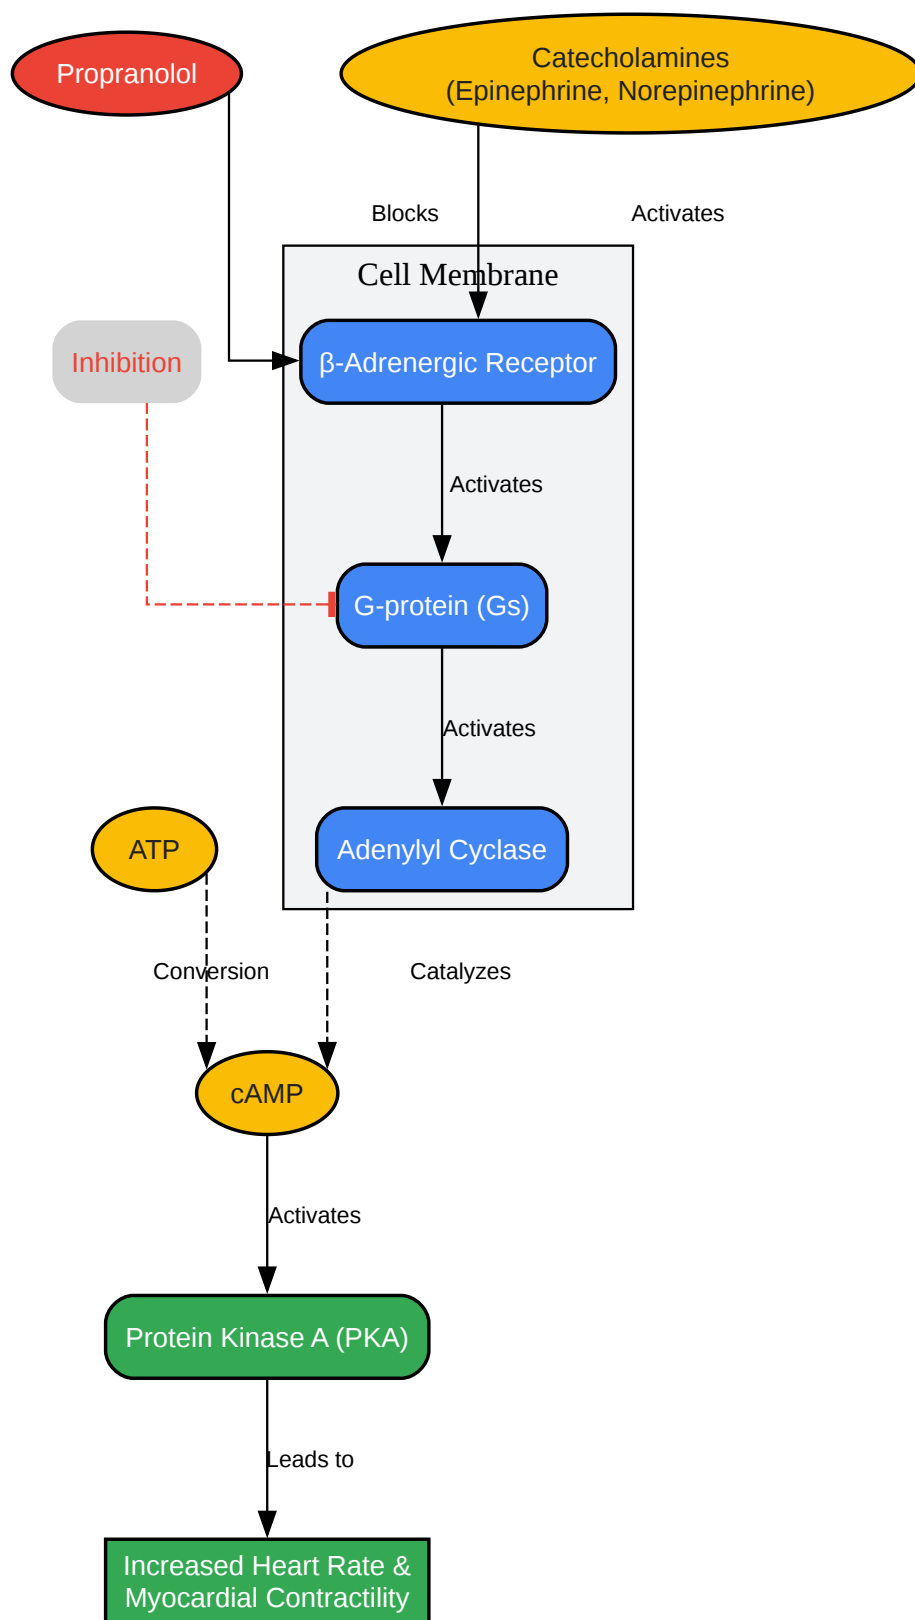 Propranolol
Catecholamines
(Epinephrine, Norepinephrine)
Blocks
Activates
Cell Membrane
Inhibition
β-Adrenergic Receptor
Activates
G-protein (Gs)
Activates
ATP
Adenylyl Cyclase
Conversion
Catalyzes
cAMP
Activates
Protein Kinase A (PKA)
Leads to
Increased Heart Rate &
Myocardial Contractility